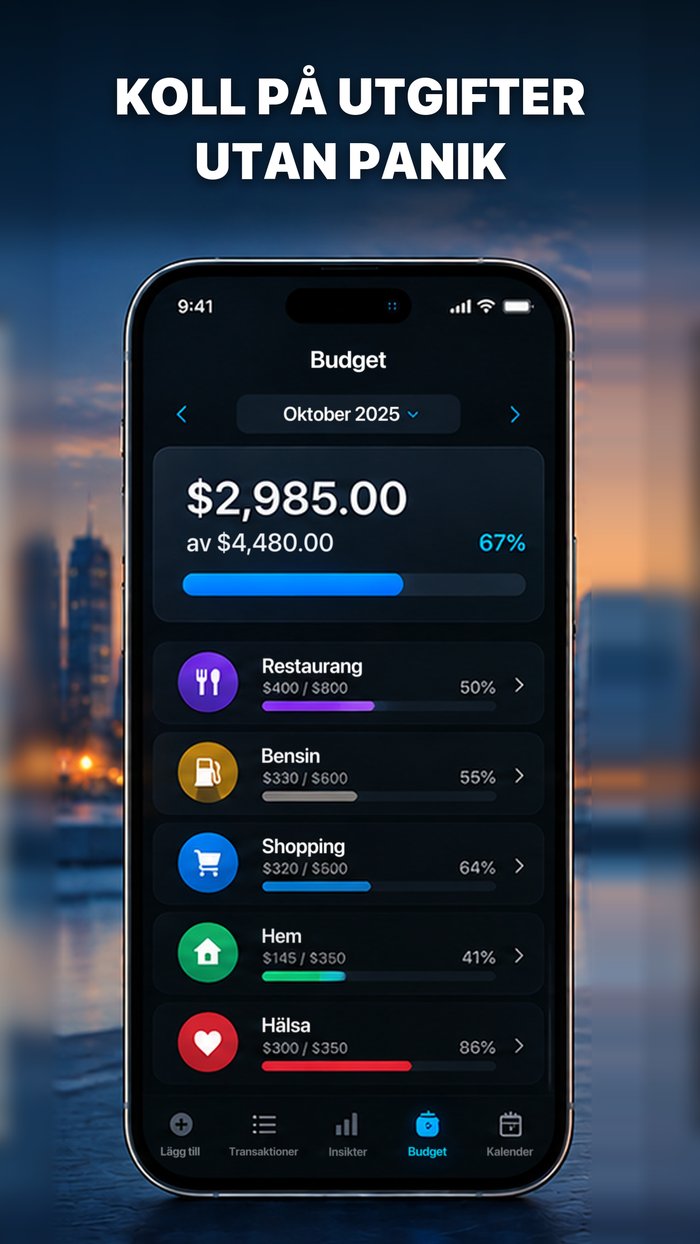 KOLL PÅ UTGIFTER
UTAN PANIK
9:41
Budget
Oktober 2025
$2,985.00
av $4,480.00
67%
Restaurang
$400 / $800
50%
Bensin
$330 / $600
55%
Shopping
$320 / $600
64%
Hem
$145 / $350
41%
Hälsa
$300 / $350
86%
Lägg till
Transaktioner
Insikter
Budget
Kalender